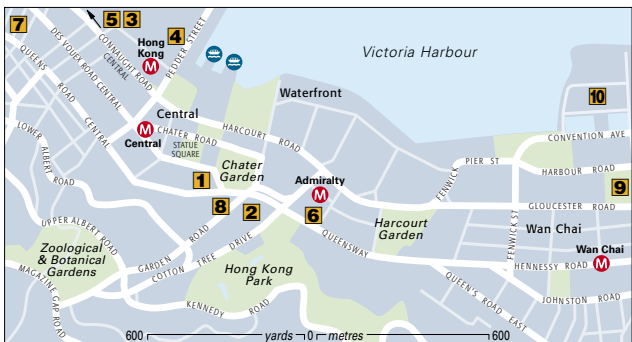 7
5
3
Hong
Kong
M
4
PEDDER STREET
CONNAUGHT ROAD
CENTRAL
DES VOEUX ROAD CENTRAL
QUEENS ROAD CENTRAL
Victoria Harbour
Waterfront
10
Central
M
Central
CHATER ROAD
HARCOURT ROAD
STATUE
SQUARE
LOWER ALBERT ROAD
Chater
Garden
1
Admiralty
M
CONVENTION AVE
PIER ST
FENWICK
HARBOUR ROAD
9
GLOUCESTER ROAD
8
2
6
Harcourt
Garden
FENWICK ST
Wan Chai
Wan Chai
M
UPPER ALBERT ROAD
Zoological
& Botanical
Gardens
GARDEN ROAD
COTTON TREE DRIVE
QUEENSWAY
HENNESSY ROAD
Hong Kong
Park
MAGAZINE GAP ROAD
KENNEDY ROAD
QUEEN'S ROAD EAST
JOHNSTON ROAD
600 yards 0 metres 600